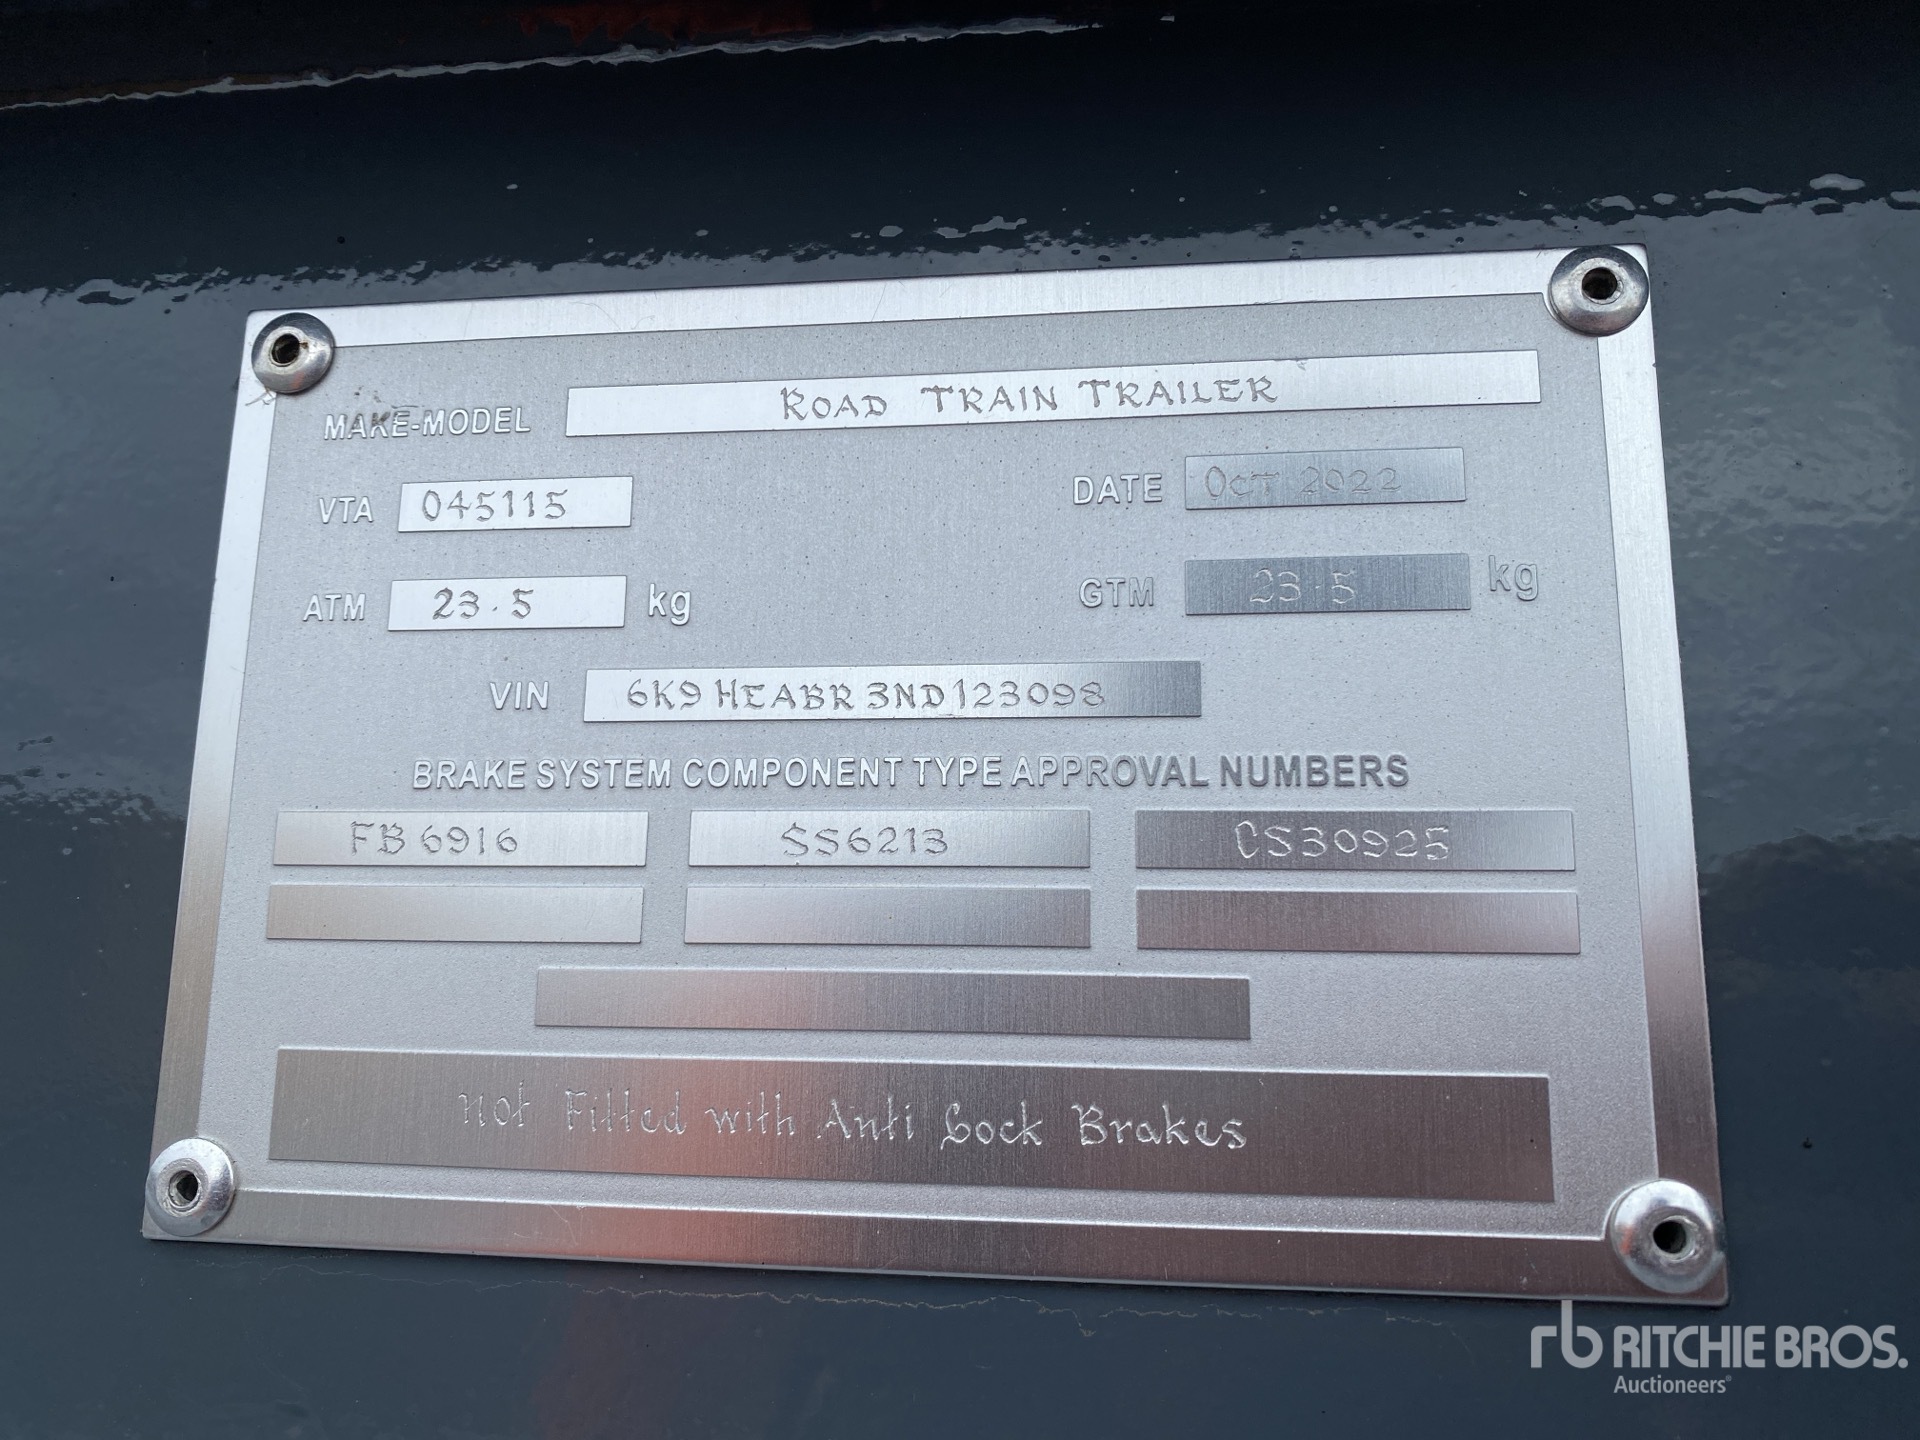 MAKE-MODEL ROAD TRAIN TRAILER
VTA 045115 DATE OCT 2022
ATM 23.5 kg GTM 23.5 kg
VIN 6K9HEABR3ND123098
BRAKE SYSTEM COMPONENT TYPE APPROVAL NUMBERS
FB 6916 SS6213 CS30925
Not Fitted with Anti Lock Brakes
rb RITCHIE BROS.
Auctioneers®